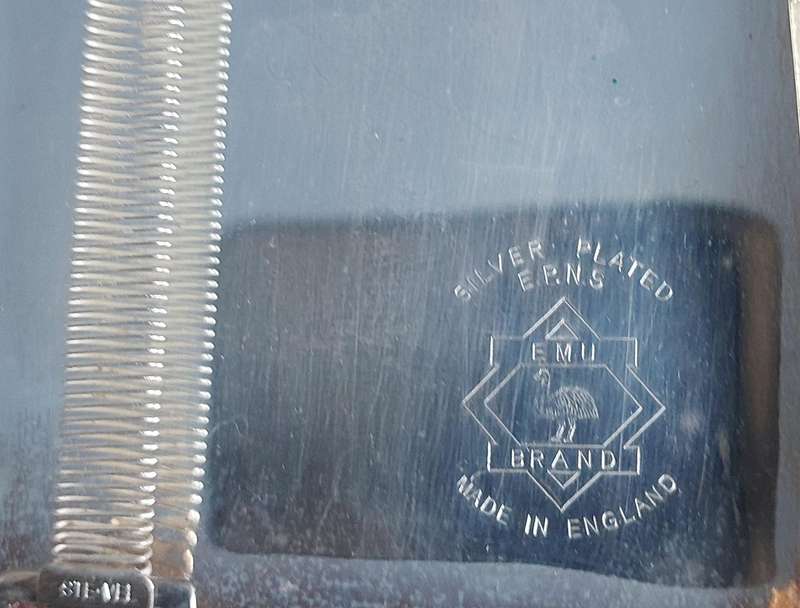 SILVER PLATED
E.P.N.S
EMU
BRAND
MADE IN ENGLAND